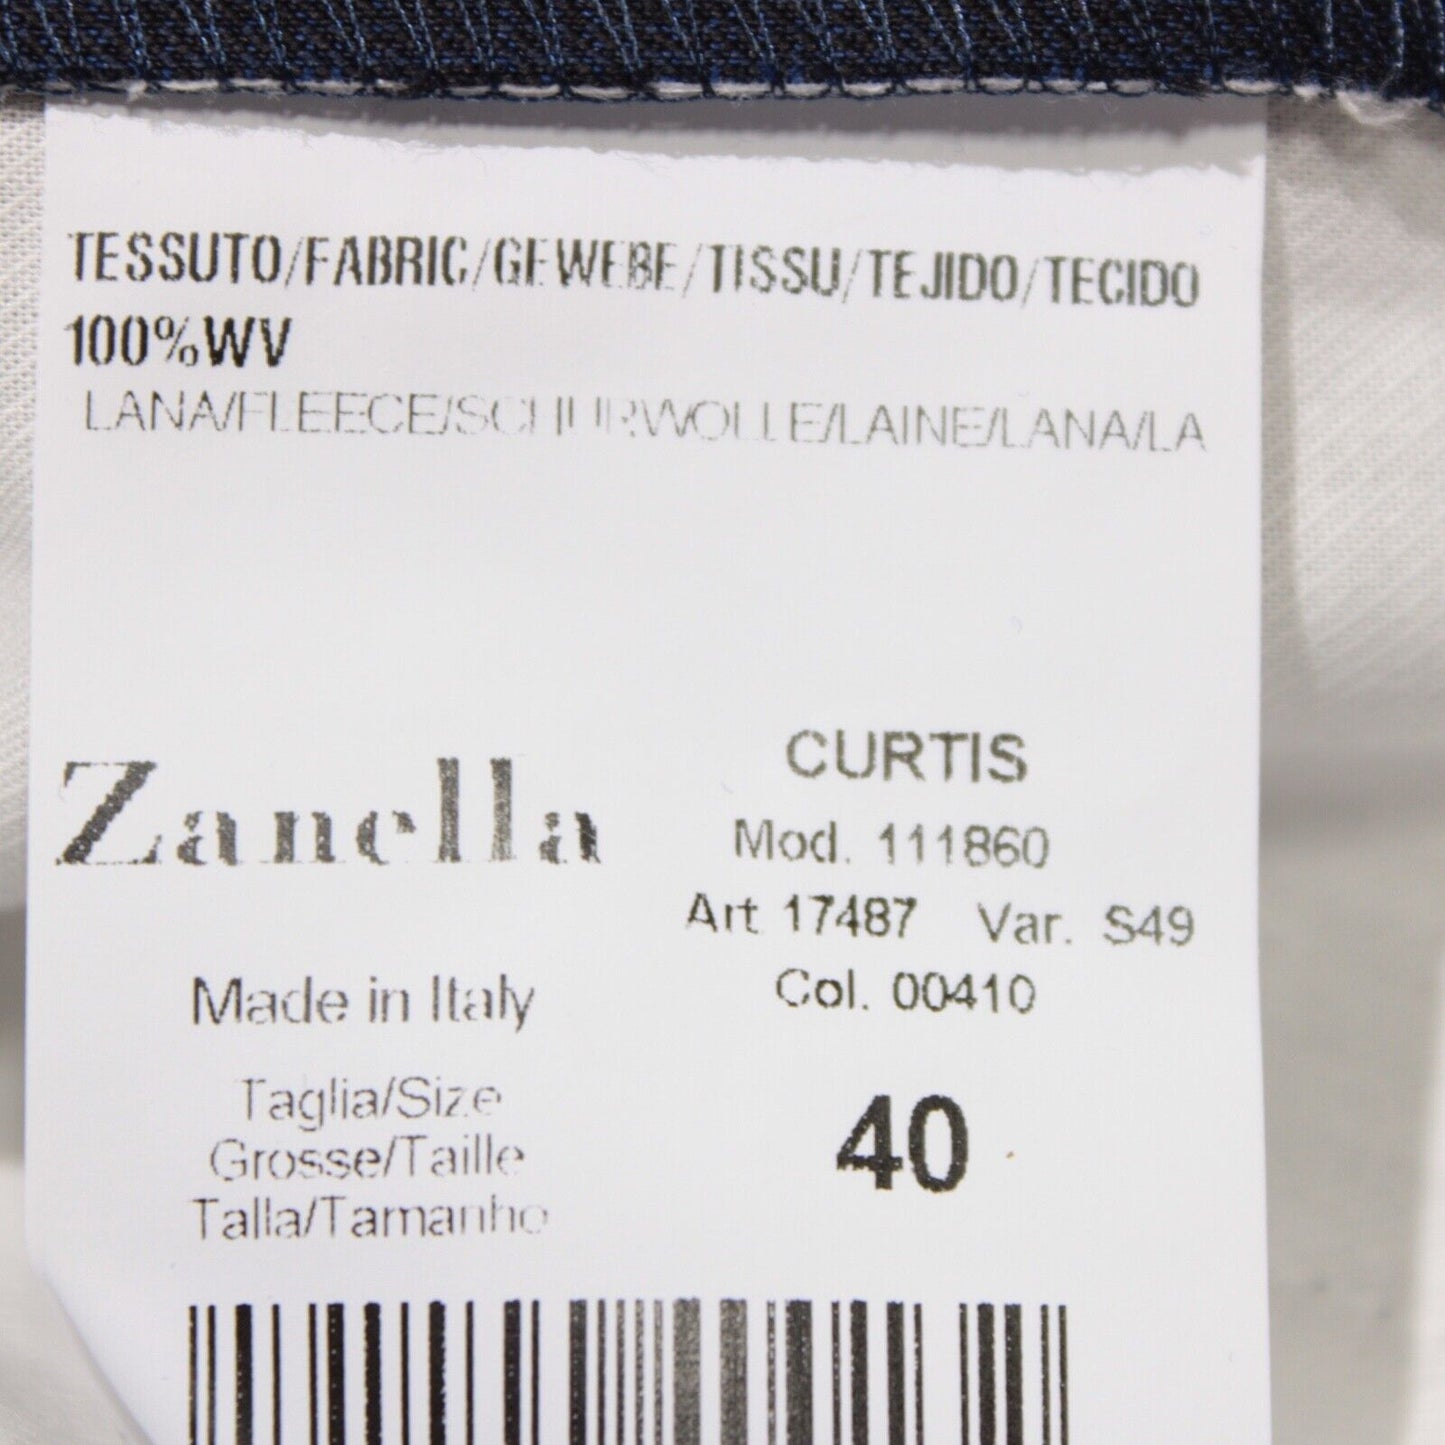 TESSUTO/FABRIC/GEWEBE/TISSU/TEJIDO/TECIDO
100%WV
LANA/FLEECE/SCHURWOLLE/LAINE/LANA/LA
Zanella
CURTIS
Mod. 111860
Art 17487 Var. S49
Col. 00410
Made in Italy
Taglia/Size
Grosse/Taille
Talla/Tamanho
40